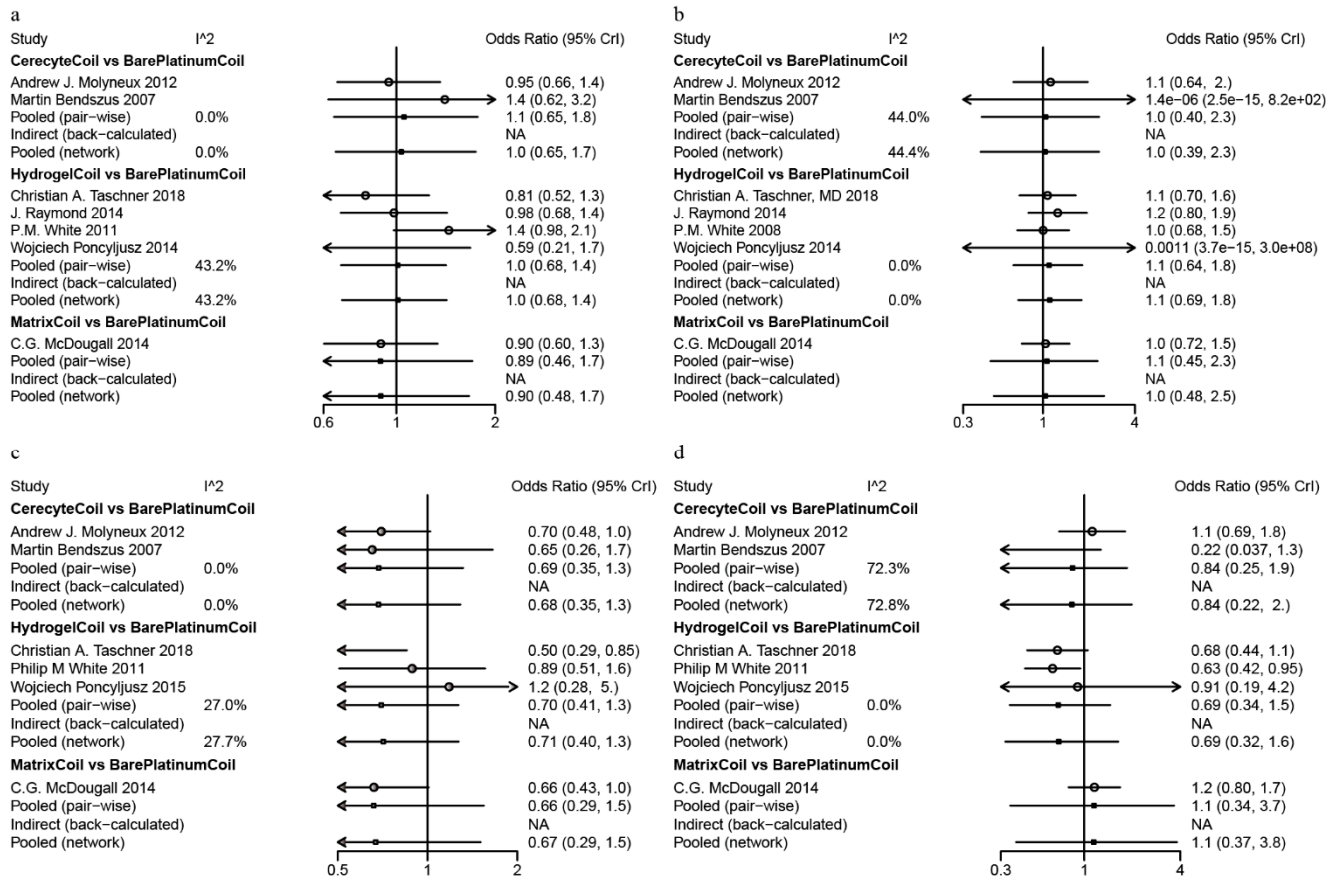 a
Study I^2 Odds Ratio (95% CrI)
CerecyteCoil vs BarePlatinumCoil
Andrew J. Molyneux 2012 0.95 (0.66, 1.4)
Martin Bendszus 2007 1.4 (0.62, 3.2)
Pooled (pair−wise) 0.0% 1.1 (0.65, 1.8)
Indirect (back−calculated) NA
Pooled (network) 0.0% 1.0 (0.65, 1.7)
HydrogelCoil vs BarePlatinumCoil
Christian A. Taschner 2018 0.81 (0.52, 1.3)
J. Raymond 2014 0.98 (0.68, 1.4)
P.M. White 2011 1.4 (0.98, 2.1)
Wojciech Poncyljusz 2014 0.59 (0.21, 1.7)
Pooled (pair−wise) 43.2% 1.0 (0.68, 1.4)
Indirect (back−calculated) NA
Pooled (network) 43.2% 1.0 (0.68, 1.4)
MatrixCoil vs BarePlatinumCoil
C.G. McDougall 2014 0.90 (0.60, 1.3)
Pooled (pair−wise) 0.89 (0.46, 1.7)
Indirect (back−calculated) NA
Pooled (network) 0.90 (0.48, 1.7)
0.6 1 2
b
Study I^2 Odds Ratio (95% CrI)
CerecyteCoil vs BarePlatinumCoil
Andrew J. Molyneux 2012 1.1 (0.64, 2.)
Martin Bendszus 2007 1.4e−06 (2.5e−15, 8.2e+02)
Pooled (pair−wise) 44.0% 1.0 (0.40, 2.3)
Indirect (back−calculated) NA
Pooled (network) 44.4% 1.0 (0.39, 2.3)
HydrogelCoil vs BarePlatinumCoil
Christian A. Taschner, MD 2018 1.1 (0.70, 1.6)
J. Raymond 2014 1.2 (0.80, 1.9)
P.M. White 2008 1.0 (0.68, 1.5)
Wojciech Poncyljusz 2014 0.0011 (3.7e−15, 3.0e+08)
Pooled (pair−wise) 0.0% 1.1 (0.64, 1.8)
Indirect (back−calculated) NA
Pooled (network) 0.0% 1.1 (0.69, 1.8)
MatrixCoil vs BarePlatinumCoil
C.G. McDougall 2014 1.0 (0.72, 1.5)
Pooled (pair−wise) 1.1 (0.45, 2.3)
Indirect (back−calculated) NA
Pooled (network) 1.0 (0.48, 2.5)
0.3 1 4
c
Study I^2 Odds Ratio (95% CrI)
CerecyteCoil vs BarePlatinumCoil
Andrew J. Molyneux 2012 0.70 (0.48, 1.0)
Martin Bendszus 2007 0.65 (0.26, 1.7)
Pooled (pair−wise) 0.0% 0.69 (0.35, 1.3)
Indirect (back−calculated) NA
Pooled (network) 0.0% 0.68 (0.35, 1.3)
HydrogelCoil vs BarePlatinumCoil
Christian A. Taschner 2018 0.50 (0.29, 0.85)
Philip M White 2011 0.89 (0.51, 1.6)
Wojciech Poncyljusz 2015 1.2 (0.28, 5.)
Pooled (pair−wise) 27.0% 0.70 (0.41, 1.3)
Indirect (back−calculated) NA
Pooled (network) 27.7% 0.71 (0.40, 1.3)
MatrixCoil vs BarePlatinumCoil
C.G. McDougall 2014 0.66 (0.43, 1.0)
Pooled (pair−wise) 0.66 (0.29, 1.5)
Indirect (back−calculated) NA
Pooled (network) 0.67 (0.29, 1.5)
0.5 1 2
d
Study I^2 Odds Ratio (95% CrI)
CerecyteCoil vs BarePlatinumCoil
Andrew J. Molyneux 2012 1.1 (0.69, 1.8)
Martin Bendszus 2007 0.22 (0.037, 1.3)
Pooled (pair−wise) 72.3% 0.84 (0.25, 1.9)
Indirect (back−calculated) NA
Pooled (network) 72.8% 0.84 (0.22, 2.)
HydrogelCoil vs BarePlatinumCoil
Christian A. Taschner 2018 0.68 (0.44, 1.1)
Philip M White 2011 0.63 (0.42, 0.95)
Wojciech Poncyljusz 2015 0.91 (0.19, 4.2)
Pooled (pair−wise) 0.0% 0.69 (0.34, 1.5)
Indirect (back−calculated) NA
Pooled (network) 0.0% 0.69 (0.32, 1.6)
MatrixCoil vs BarePlatinumCoil
C.G. McDougall 2014 1.2 (0.80, 1.7)
Pooled (pair−wise) 1.1 (0.34, 3.7)
Indirect (back−calculated) NA
Pooled (network) 1.1 (0.37, 3.8)
0.3 1 4